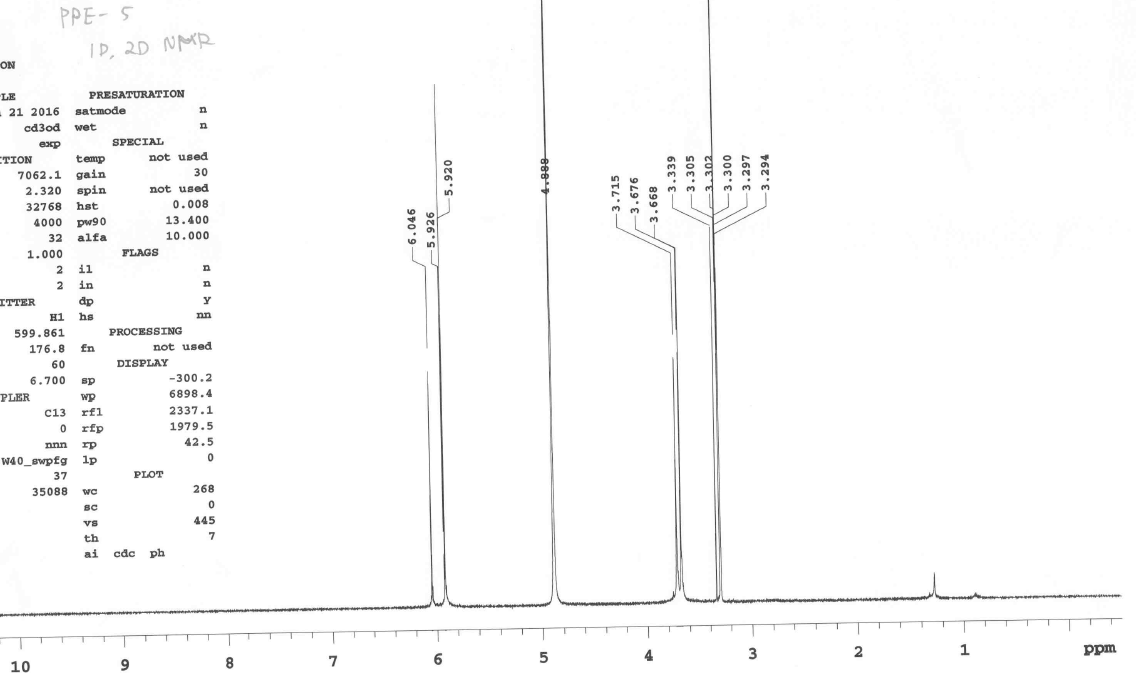 PPE- 5
1D, 2D NMR
ON
PLE PRESATURATION
21 2016 satmode n
cd3od wet n
exp SPECIAL
ITION temp not used
7062.1 gain 30
2.320 spin not used
32768 hst 0.008
4000 pw90 13.400
32 alfa 10.000
1.000 FLAGS
2 il n
2 in n
ITTER dp y
H1 hs nn
599.861 PROCESSING
176.8 fn not used
60 DISPLAY
6.700 sp -300.2
PLER wp 6898.4
C13 rfl 2337.1
0 rfp 1979.5
nnn rp 42.5
W40_swpfg lp 0
37 PLOT
35088 wc 268
sc 0
vs 445
th 7
ai cdc ph
6.046
5.926
5.920
4.888
3.715
3.676
3.668
3.339
3.305
3.302
3.300
3.297
3.294
10 9 8 7 6 5 4 3 2 1 ppm